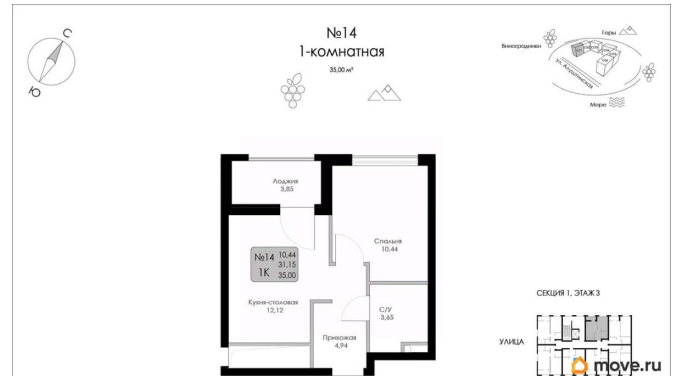 С
Ю
№14
1-комнатная
35,00 м²
Виноградники
Горы
ул. Алуштинская
Море
Лоджия
3,85
Спальня
10,44
№14 10,44
31,15
1К 35,00
Кухня-столовая
12,12
С/У
3,65
Прихожая
4,94
СЕКЦИЯ 1, ЭТАЖ 3
УЛИЦА
move.ru